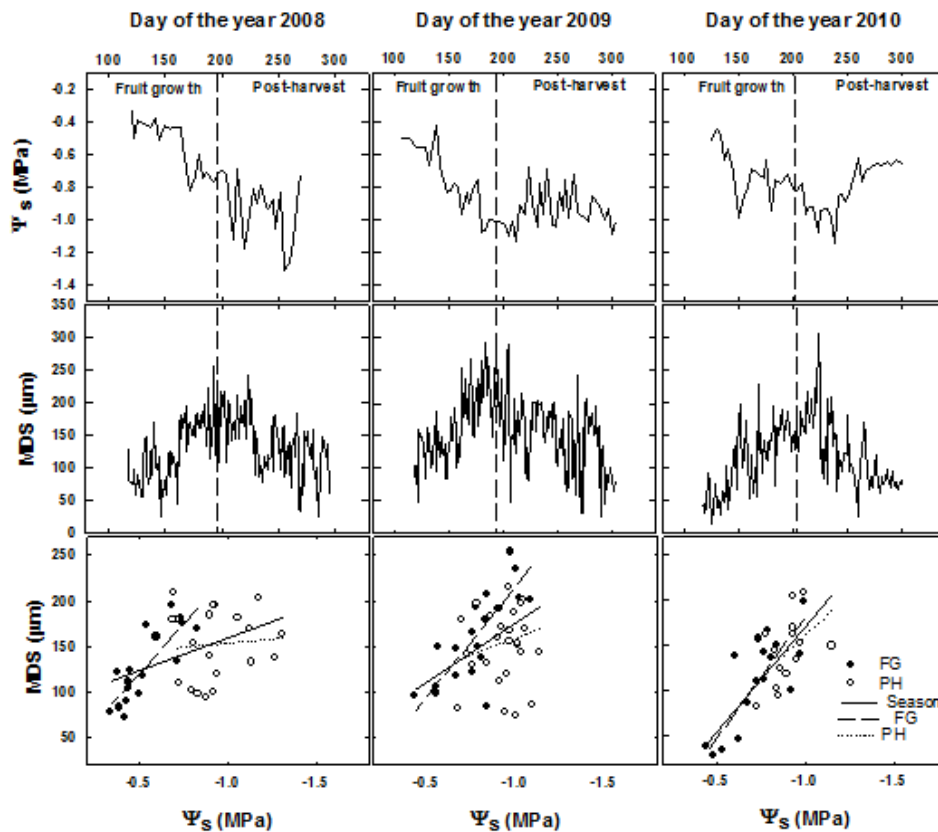 Day of the year 2008 Day of the year 2009 Day of the year 2010
100 150 200 250 300 100 150 200 250 300 100 150 200 250 300
Fruit growth Post-harvest Fruit growth Post-harvest Fruit growth Post-harvest
-0.2
-0.4
-0.6
-0.8
-1.0
-1.2
-1.4
Ψ s (MPa)
350
300
250
200
150
100
50
0
MDS (µm)
250
200
150
100
50
MDS (µm)
FG
PH
Season
FG
PH
-0.5 -1.0 -1.5 -0.5 -1.0 -1.5 -0.5 -1.0 -1.5
Ψs (MPa) Ψs (MPa) Ψs (MPa)